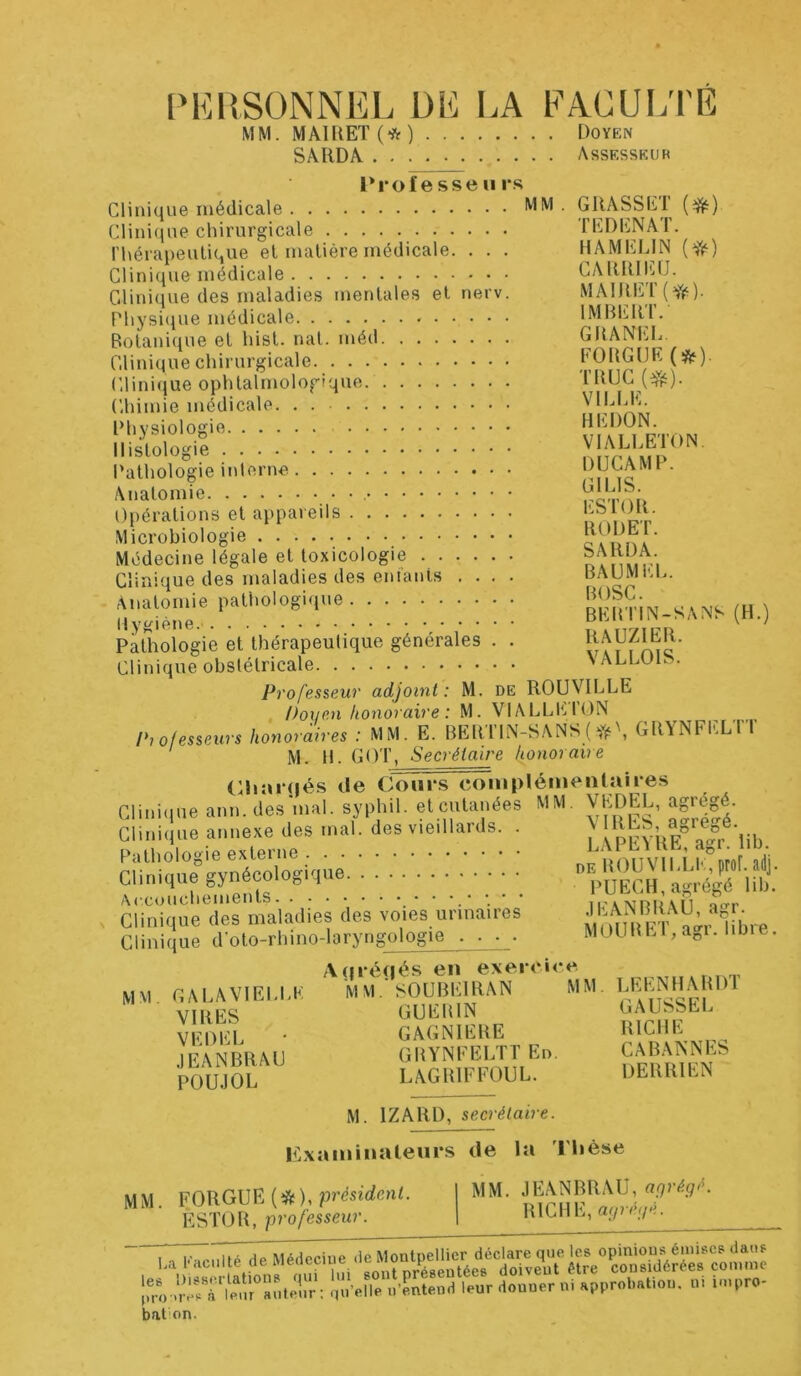 PERSONNEL DE LA FACULTÉ
MM. MAIRET (✻) ......... DOYEN
SARDA ........... ASSESSEUR
Professeurs
Clinique médicale ............. MM. GRASSET (✻)
Clinique chirurgicale ........... TEDENAT.
Thérapeutique et matière médicale. ... HAMELIN (✻)
Clinique médicale ............. CARRIEU.
Clinique des maladies mentales et nerv. MAIRET (✻).
Physique médicale. ............ IMBERT.
Botanique et hist. nat. méd. ....... GRANEL.
Clinique chirurgicale. ........... FORGUE (✻).
Clinique ophtalmologique. ........ TRUC (✻).
Chimie médicale. ............. VILLE.
Physiologie. ............... HEDON.
Histologie ................ VIALLETON.
Pathologie interne ............. DUCAMP.
Anatomie. ................ GILIS.
Opérations et appareils .......... ESTOR.
Microbiologie ............... RODET.
Médecine légale et toxicologie ...... SARDA.
Clinique des maladies des enfants .... BAUMEL.
Anatomie pathologique .......... BOSC.
Hygiène. ................. BERTIN-SANS (H.)
Pathologie et thérapeutique générales .. RAUZIER.
Clinique obstétricale. ........... VALLOIS.
Professeur adjoint : M. DE ROUVILLE
Doyen honoraire : M. VIALLETON
Professeurs honoraires : MM. E. BERTIN-SANS (✻), GRYNFELTT
M. H. GOT, Secrétaire honoraire
Chargés de Cours complémentaires
Clinique ann. des mal. syphil. et cutanées MM. VEDEL, agrégé.
Clinique annexe des mal. des vieillards. . VIRES, agrégé.
Pathologie externe ............ LAPEYRE, agr. lib.
Clinique gynécologique. .......... DE ROUVILLE, prof. adj.
Accouchements. ............. PUECH, agrégé lib.
Clinique des maladies des voies urinaires JEANBRAU, agr.
Clinique d'oto-rhino-laryngologie .... MOURET, agr. libre.
Agrégés en exercice
MM. GALAVIELLE MM. SOUBEIRAN MM. LEENHARDT
VIRES GUERIN GAUSSEL
VEDEL GAGNIERE RICHE
JEANBRAU GRYNFELTT ED. CABANNES
POUJOL LAGRIFFOUL. DERRIEN
M. IZARD, secrétaire.
Examinateurs de la Thèse
MM. FORGUE (✻), président. MM. JEANBRAU, agrégé.
ESTOR, professeur. RICHE, agrégé.
La Faculté de Médecine de Montpellier déclare que les opinions émises dans
les Dissertations qui lui sont présentées doivent être considérées comme
propres à leur auteur; qu'elle n'entend leur donner ni approbation, ni impro-
bation.